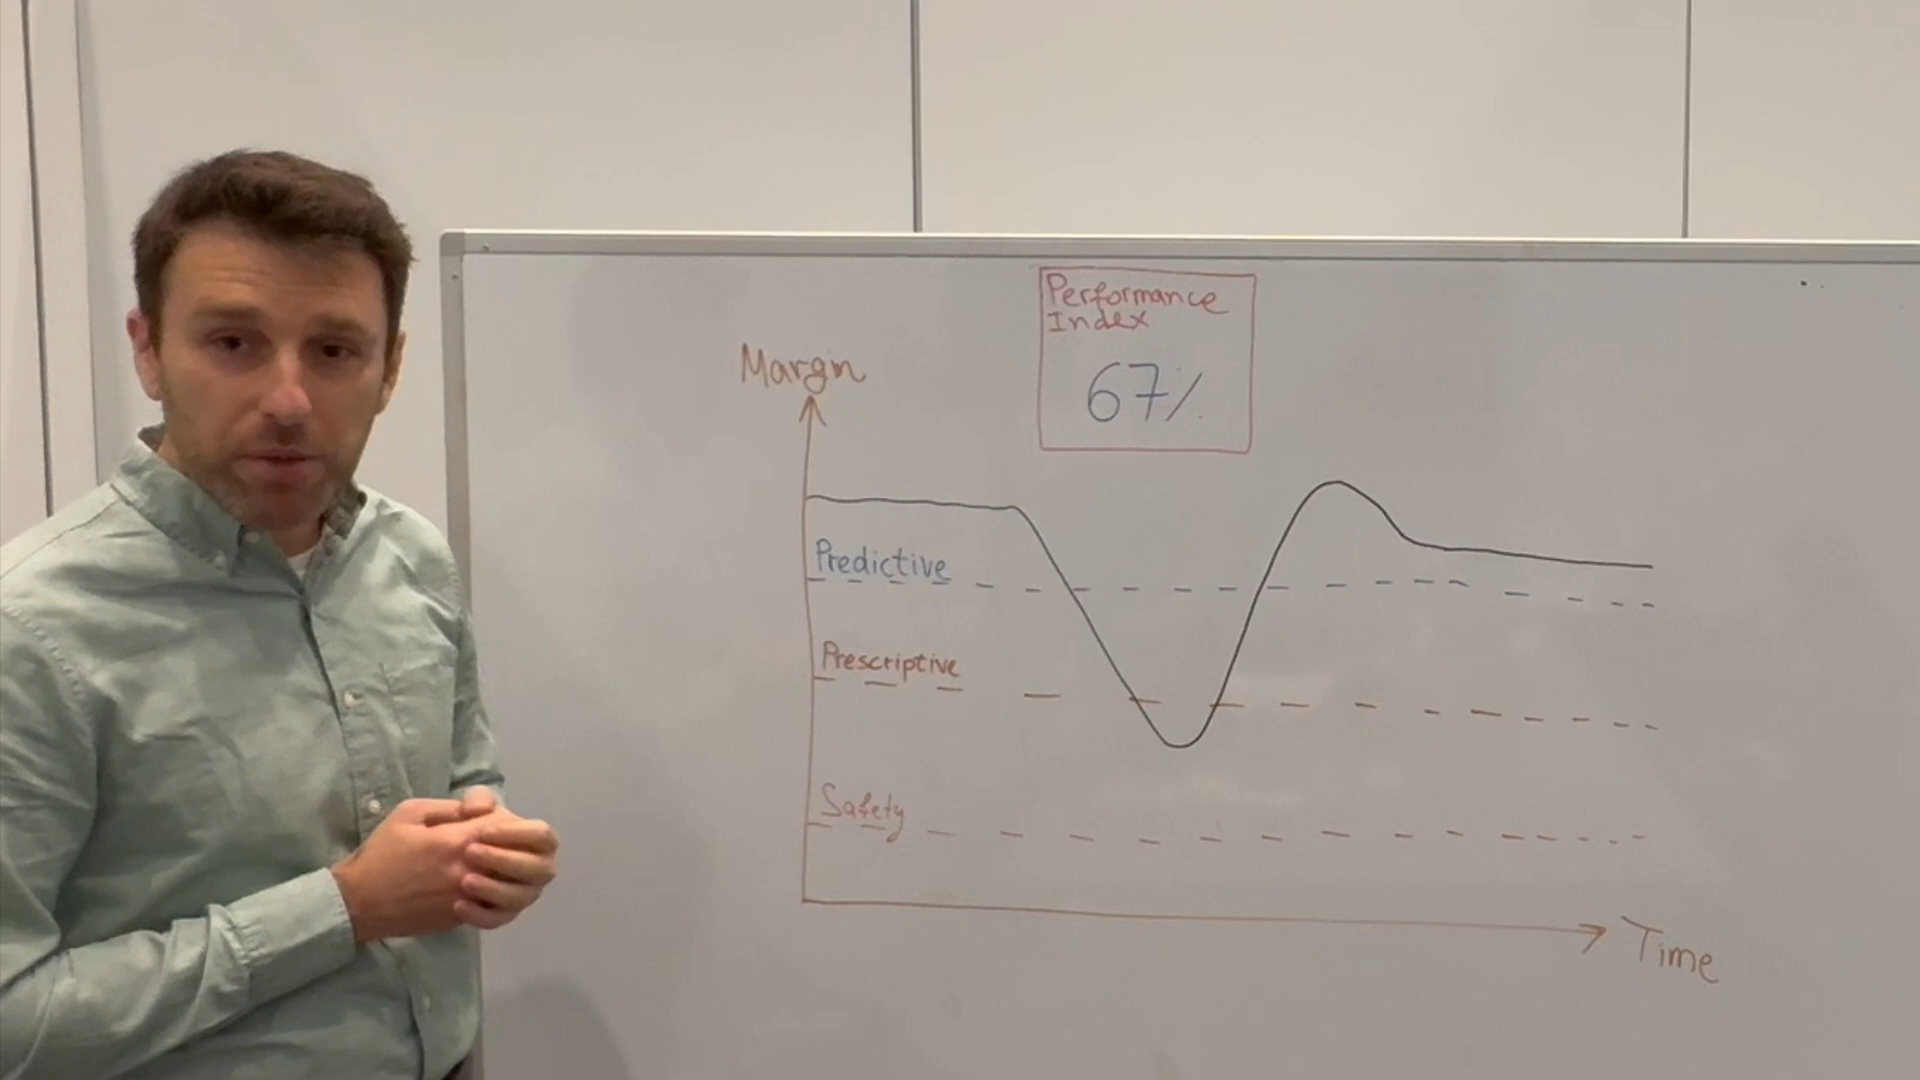 Performance
Index
67%
Margin
Predictive
Prescriptive
Safety
Time